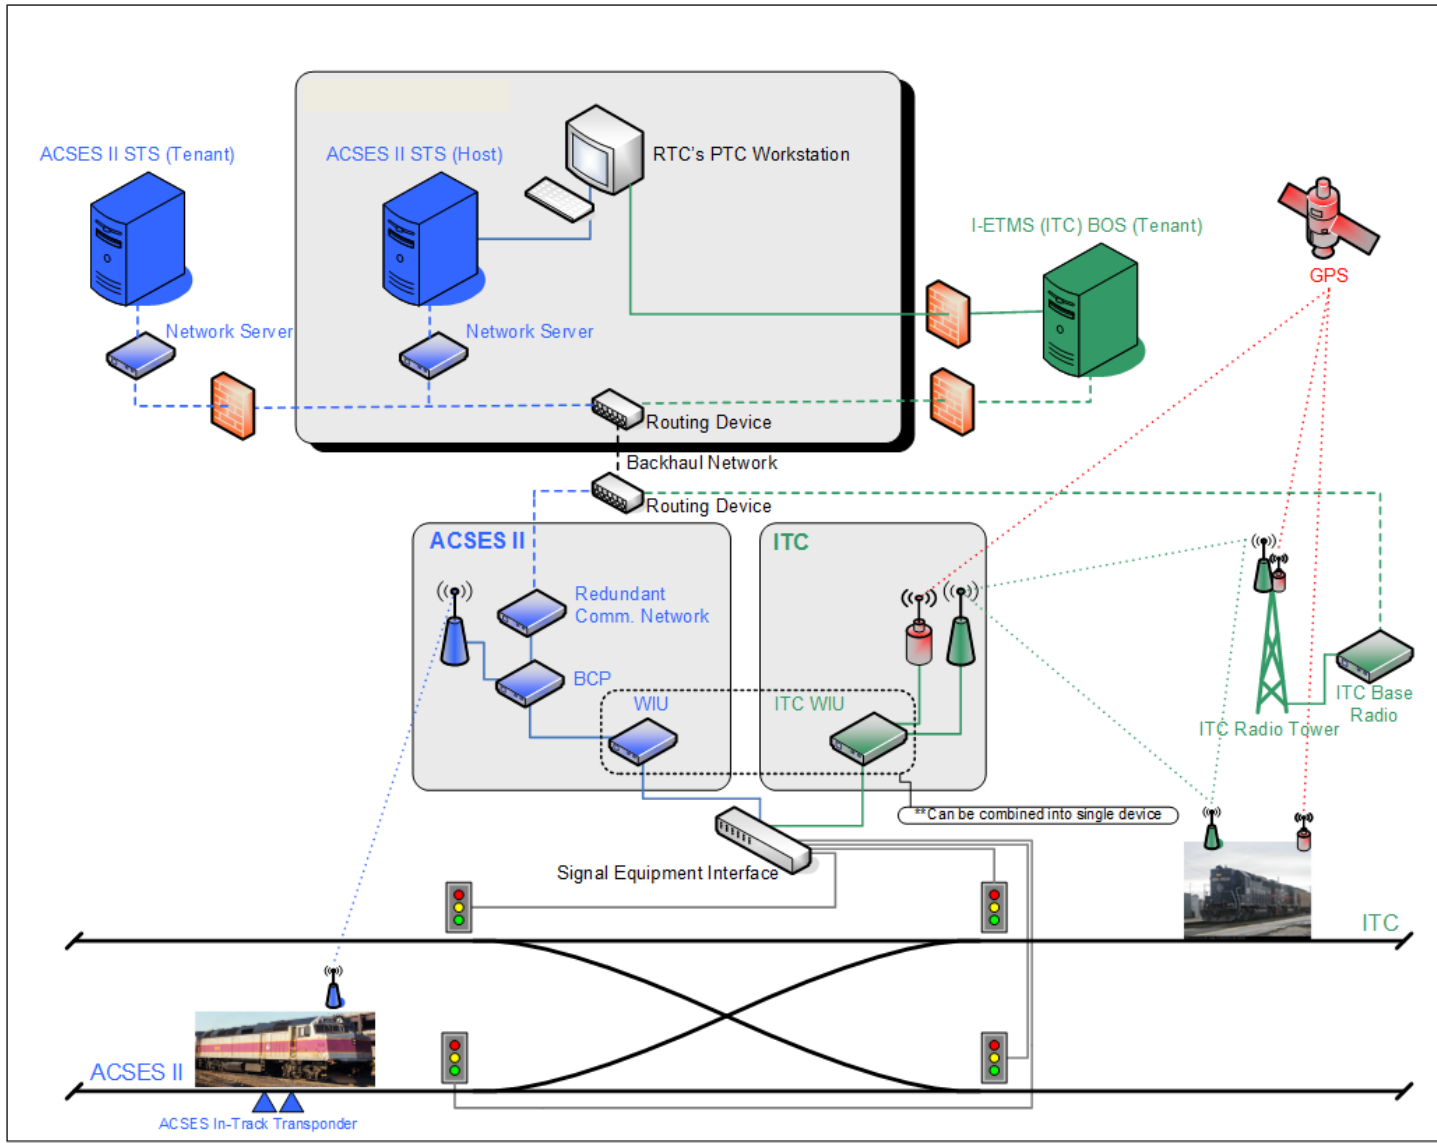 ACSES II STS (Tenant)
ACSES II STS (Host)
RTC's PTC Workstation
I-ETMS (ITC) BOS (Tenant)
GPS
Network Server
Network Server
Routing Device
Backhaul Network
Routing Device
ACSES II
ITC
Redundant
Comm. Network
BCP
WIU
ITC WIU
ITC Base
Radio
ITC Radio Tower
**Can be combined into single device
Signal Equipment Interface
ITC
ACSES II
ACSES In-Track Transponder